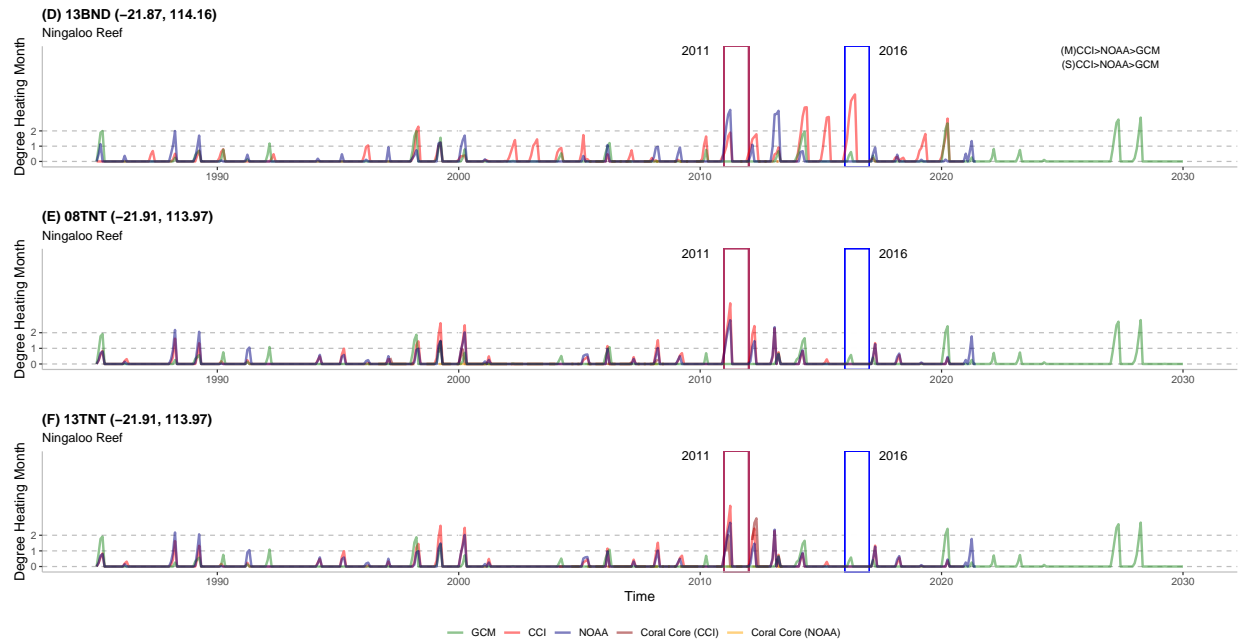 (D) 13BND (−21.87, 114.16)
Ningaloo Reef
2011
2016
(M)CCI>NOAA>GCM
(S)CCI>NOAA>GCM
Degree Heating Month
2
1
0
1990
2000
2010
2020
2030
(E) 08TNT (−21.91, 113.97)
Ningaloo Reef
2011
2016
Degree Heating Month
2
1
0
1990
2000
2010
2020
2030
(F) 13TNT (−21.91, 113.97)
Ningaloo Reef
2011
2016
Degree Heating Month
2
1
0
1990
2000
2010
2020
2030
Time
GCM CCI NOAA Coral Core (CCI) Coral Core (NOAA)